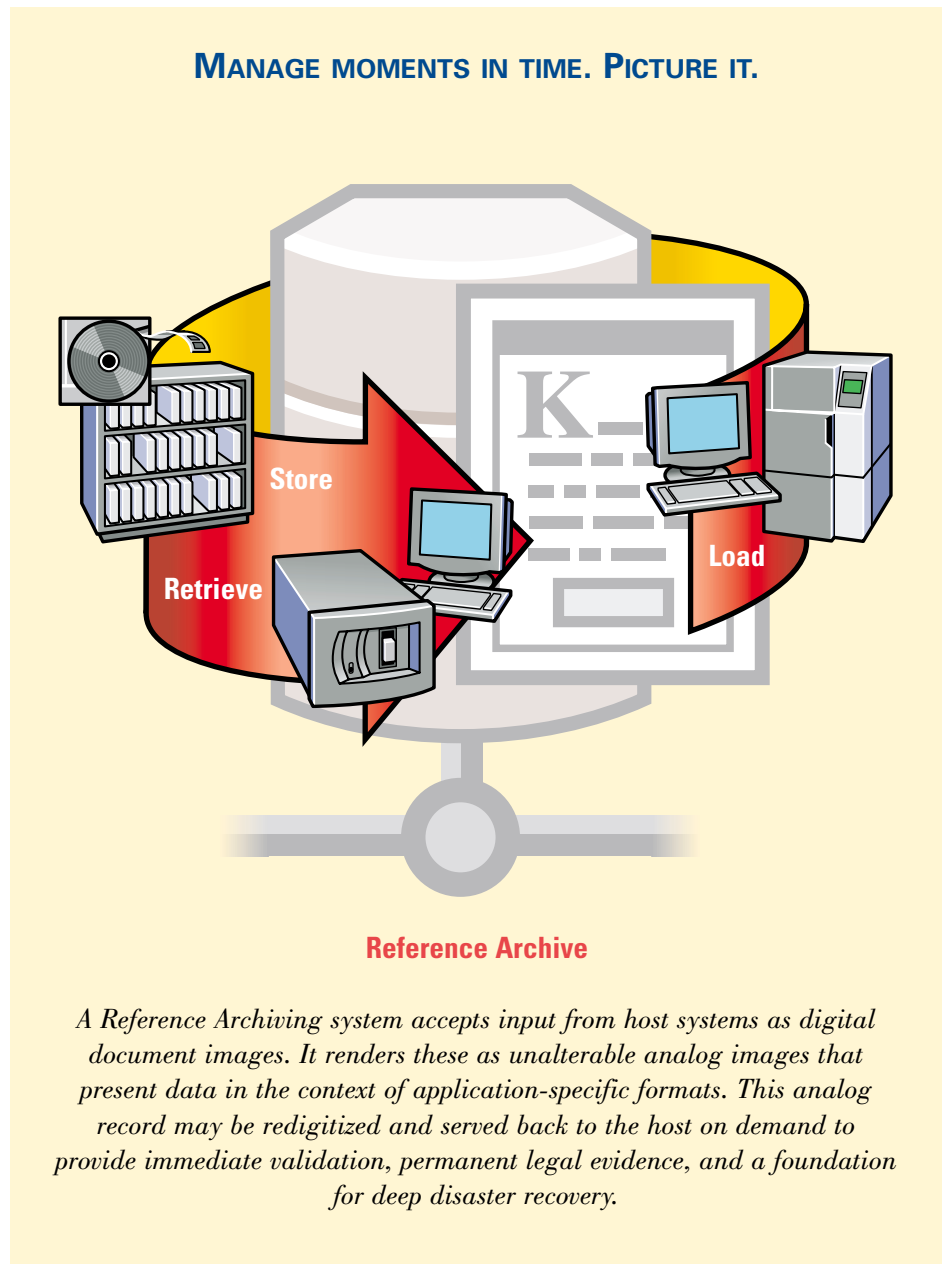 MANAGE MOMENTS IN TIME. PICTURE IT.
K
Store
Retrieve
Load
Reference Archive
A Reference Archiving system accepts input from host systems as digital
document images. It renders these as unalterable analog images that
present data in the context of application-specific formats. This analog
record may be redigitized and served back to the host on demand to
provide immediate validation, permanent legal evidence, and a foundation
for deep disaster recovery.